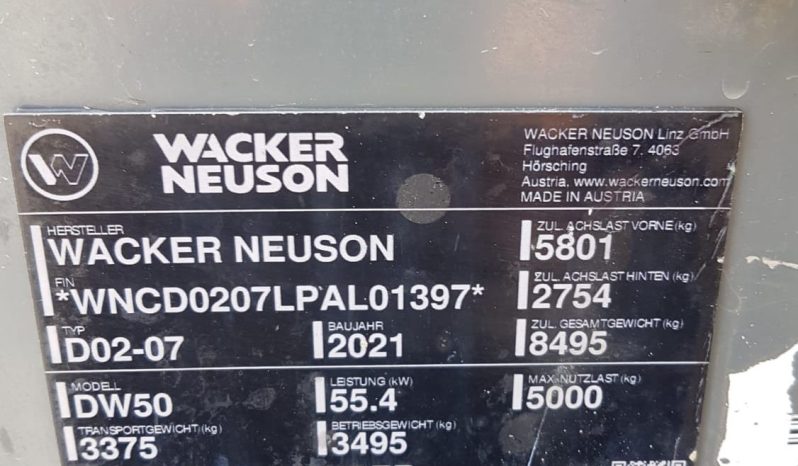 W
WACKER
NEUSON
WACKER NEUSON Linz GmbH
Flughafenstraße 7. 4063
Hörsching
Austria. www.wackerneuson.com
MADE IN AUSTRIA
HERSTELLER
WACKER NEUSON
ZUL. ACHSLAST VORNE (kg)
5801
FIN
*WNCD0207LPAL01397*
ZUL. ACHSLAST HINTEN (kg)
2754
TYP
D02-07
BAUJAHR
2021
ZUL. GESAMTGEWICHT (kg)
8495
MODELL
DW50
LEISTUNG (kW)
55.4
MAX. NUTZLAST (kg)
5000
TRANSPORTGEWICHT (kg)
3375
BETRIEBSGEWICHT (kg)
3495